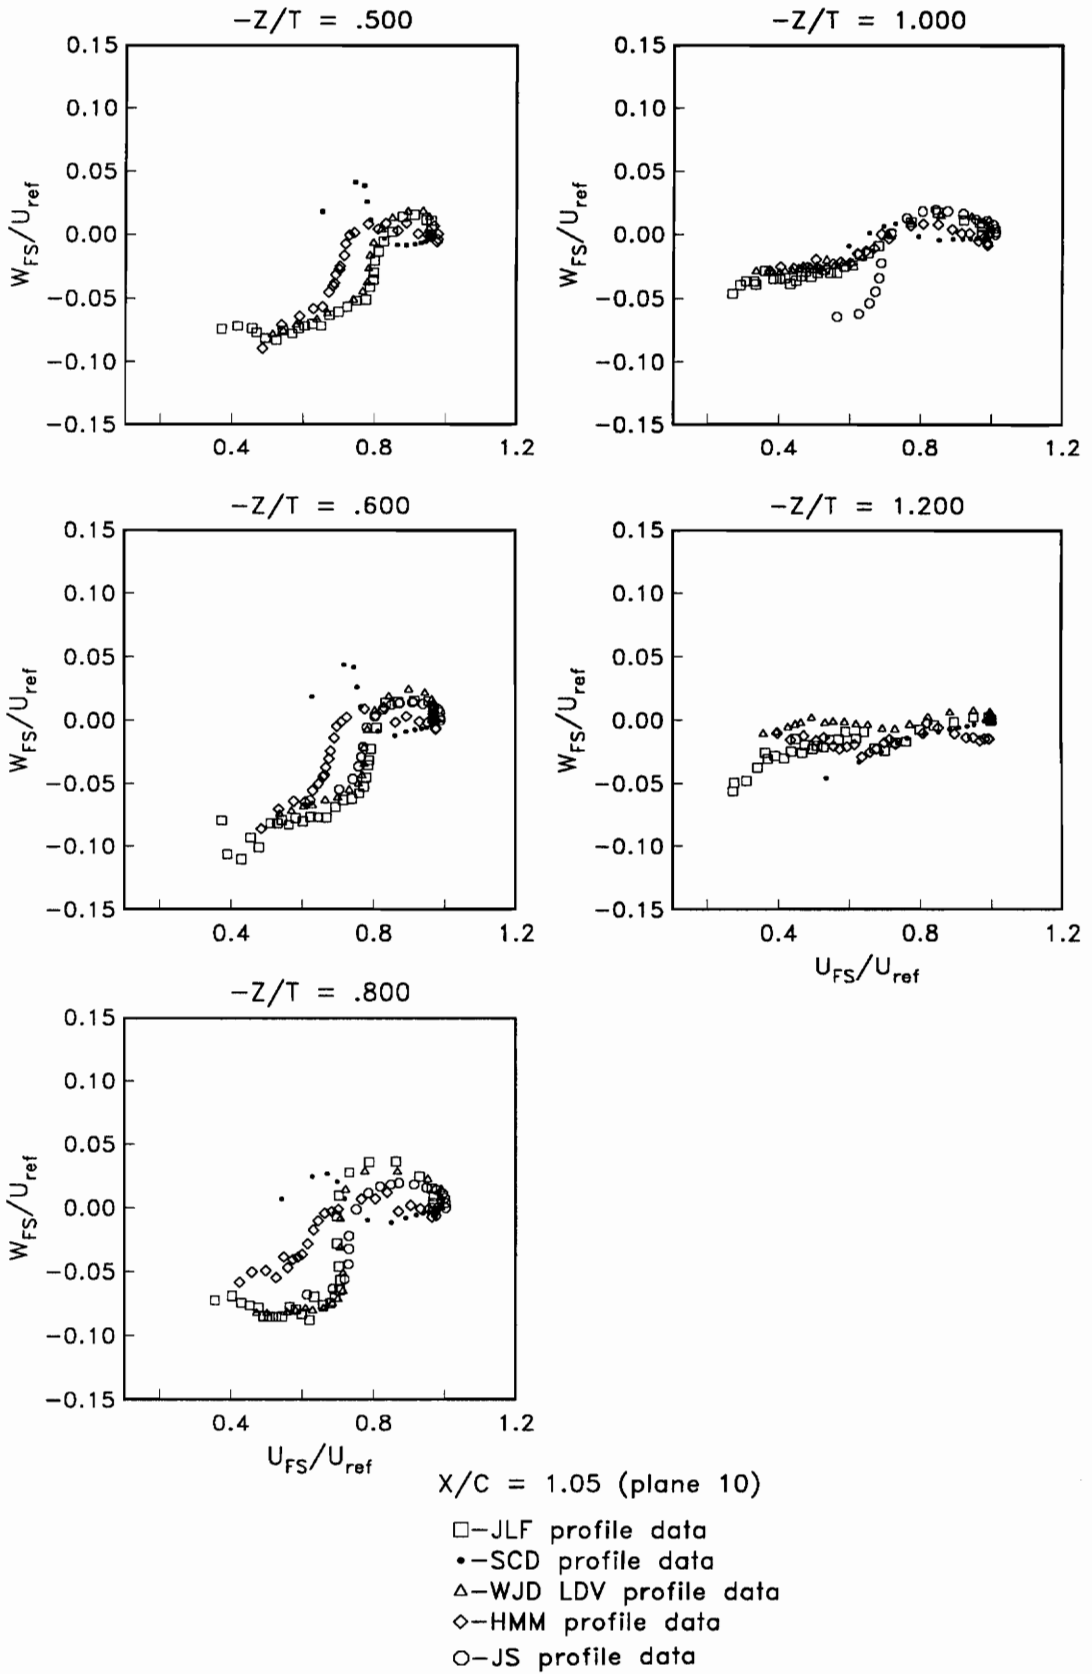 −Z/T = .500
0.15
0.10
0.05
0.00
−0.05
−0.10
−0.15
W_FS/U_ref
0.4 0.8 1.2
−Z/T = 1.000
0.15
0.10
0.05
0.00
−0.05
−0.10
−0.15
W_FS/U_ref
0.4 0.8 1.2
−Z/T = .600
0.15
0.10
0.05
0.00
−0.05
−0.10
−0.15
W_FS/U_ref
0.4 0.8 1.2
−Z/T = 1.200
0.15
0.10
0.05
0.00
−0.05
−0.10
−0.15
W_FS/U_ref
0.4 0.8 1.2
U_FS/U_ref
−Z/T = .800
0.15
0.10
0.05
0.00
−0.05
−0.10
−0.15
W_FS/U_ref
0.4 0.8 1.2
U_FS/U_ref
X/C = 1.05 (plane 10)
□−JLF profile data
•−SCD profile data
△−WJD LDV profile data
◇−HMM profile data
○−JS profile data